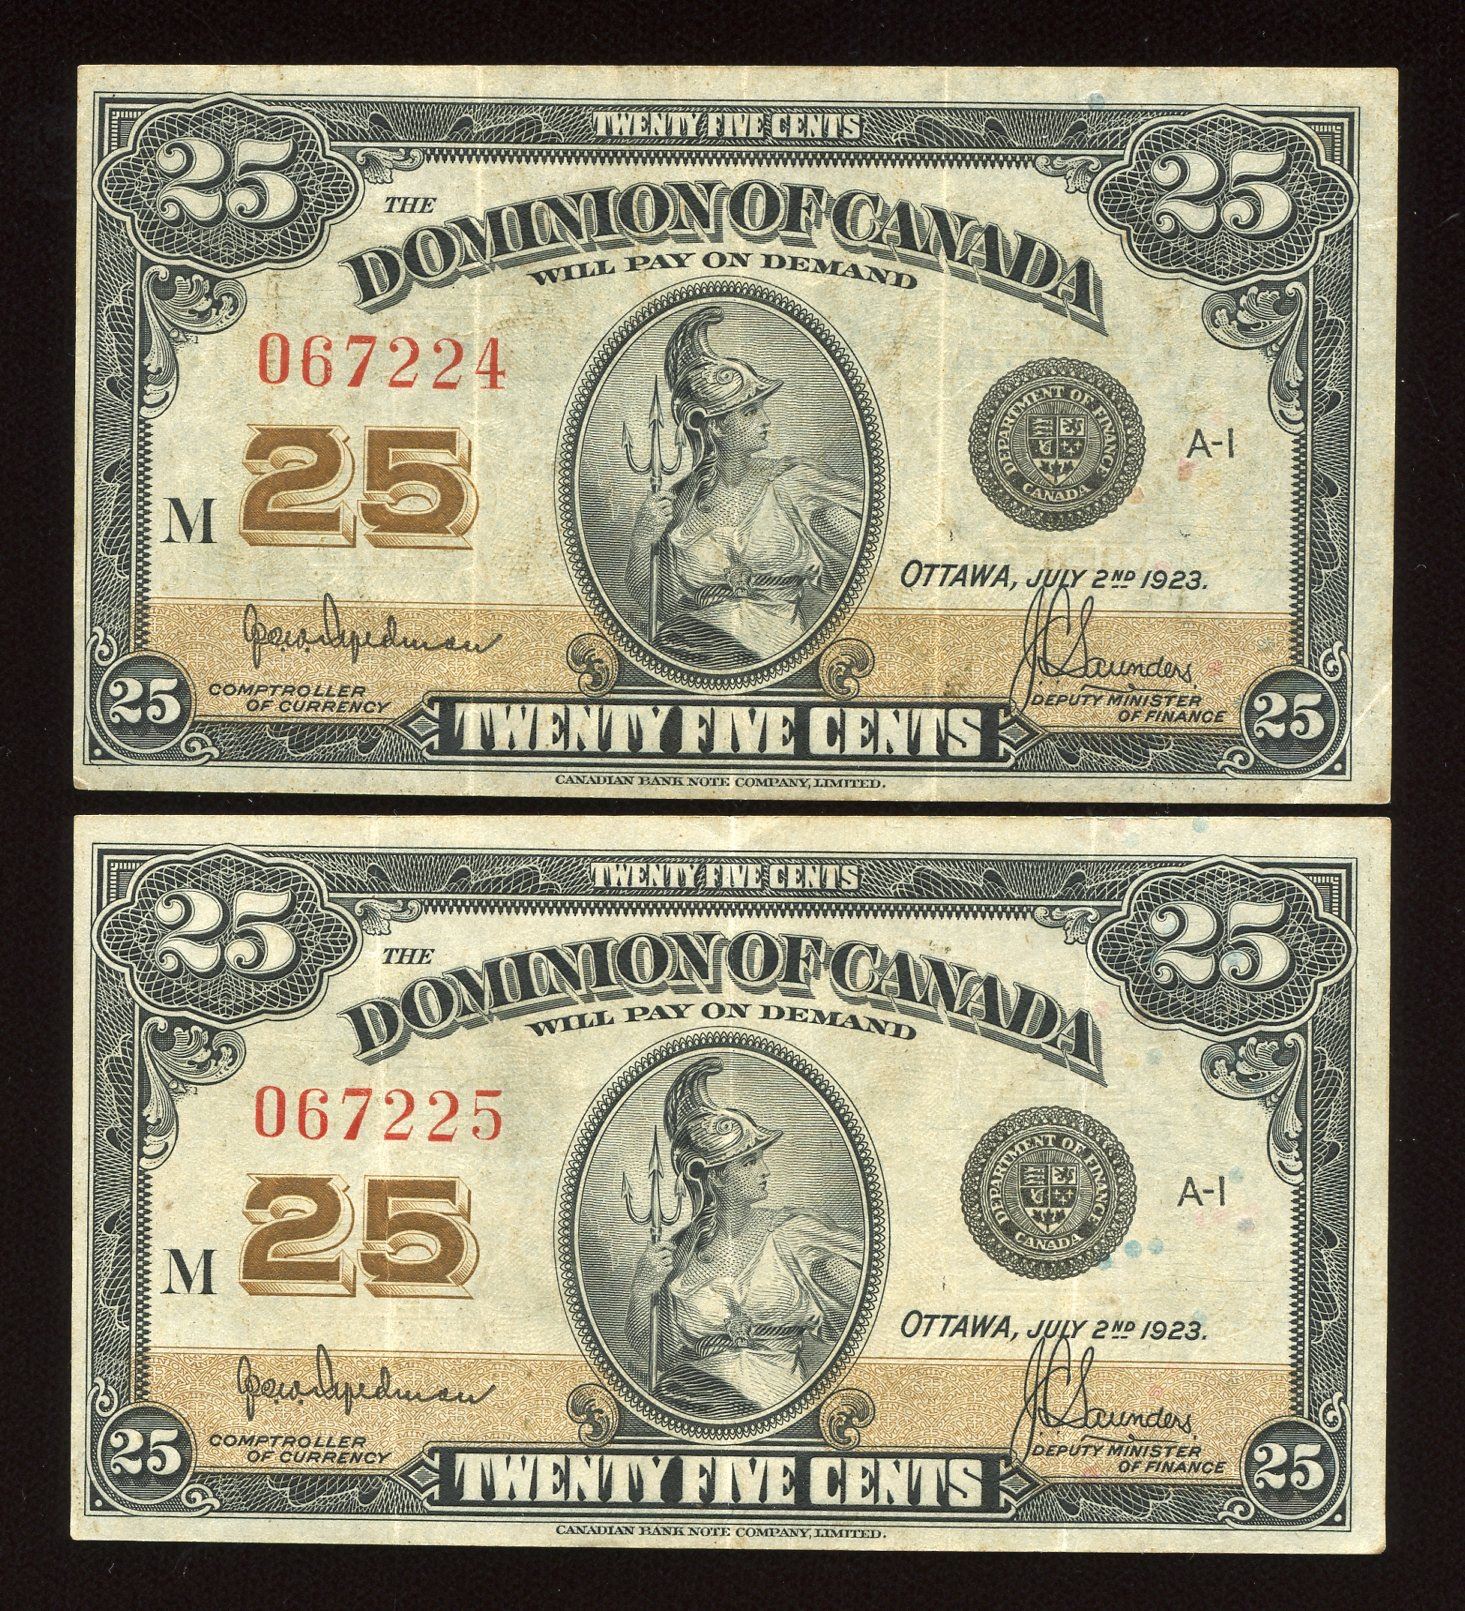 TWENTY FIVE CENTS
25 25
THE
DOMINION OF CANADA
WILL PAY ON DEMAND
067224
DEPARTMENT OF FINANCE
CANADA
A-1
25
M
OTTAWA, JULY 2ND 1923.
J C Saunders
25 COMPTROLLER
OF CURRENCY
DEPUTY MINISTER
OF FINANCE 25
TWENTY FIVE CENTS
CANADIAN BANK NOTE COMPANY, LIMITED.
TWENTY FIVE CENTS
25 25
THE
DOMINION OF CANADA
WILL PAY ON DEMAND
067225
DEPARTMENT OF FINANCE
CANADA
A-1
25
M
OTTAWA, JULY 2ND 1923.
J C Saunders
25 COMPTROLLER
OF CURRENCY
DEPUTY MINISTER
OF FINANCE 25
TWENTY FIVE CENTS
CANADIAN BANK NOTE COMPANY, LIMITED.